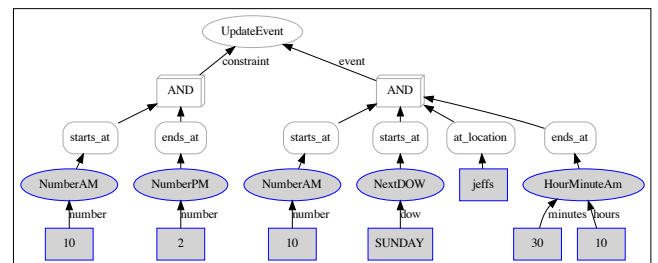 UpdateEvent
constraint event
AND AND
starts_at ends_at starts_at starts_at at_location ends_at
NumberAM NumberPM NumberAM NextDOW jeffs HourMinuteAm
number number number dow minutes hours
10 2 10 SUNDAY 30 10